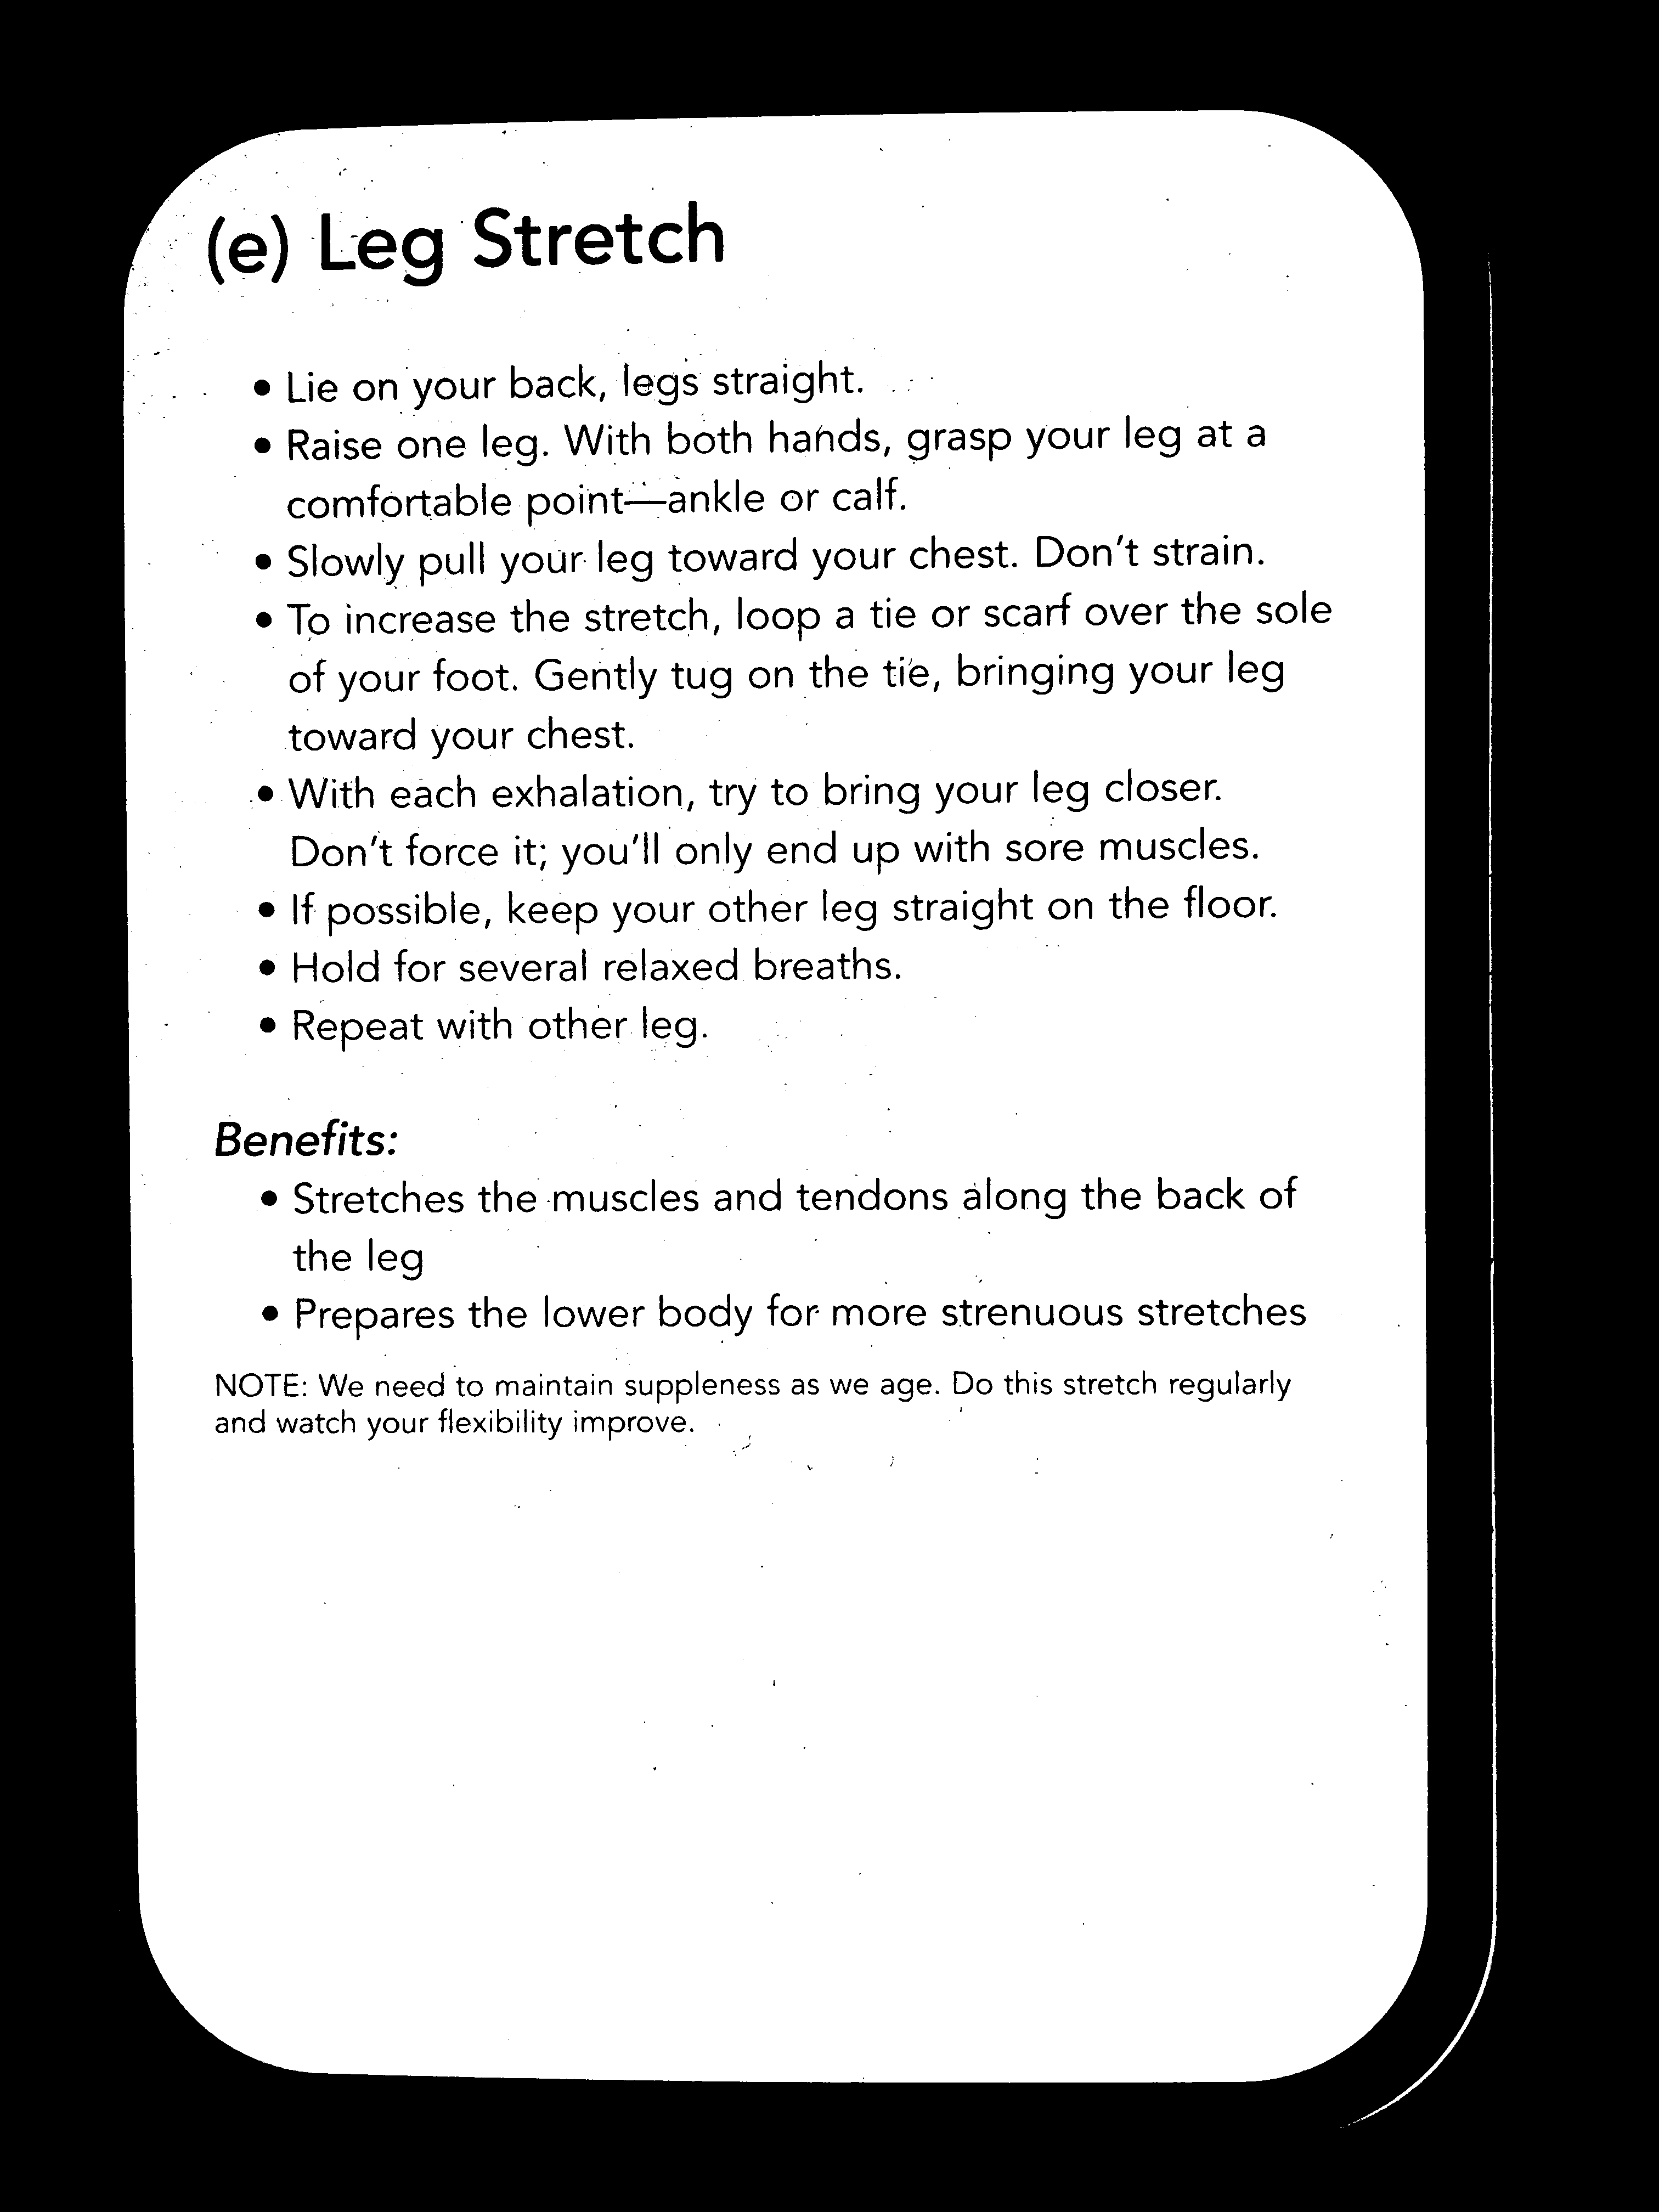 (e) Leg Stretch
• Lie on your back, legs straight.
• Raise one leg. With both hands, grasp your leg at a
comfortable point—ankle or calf.
• Slowly pull your leg toward your chest. Don't strain.
• To increase the stretch, loop a tie or scarf over the sole
of your foot. Gently tug on the tie, bringing your leg
toward your chest.
• With each exhalation, try to bring your leg closer.
Don't force it; you'll only end up with sore muscles.
• If possible, keep your other leg straight on the floor.
• Hold for several relaxed breaths.
• Repeat with other leg.
Benefits:
• Stretches the muscles and tendons along the back of
the leg
• Prepares the lower body for more strenuous stretches
NOTE: We need to maintain suppleness as we age. Do this stretch regularly
and watch your flexibility improve.